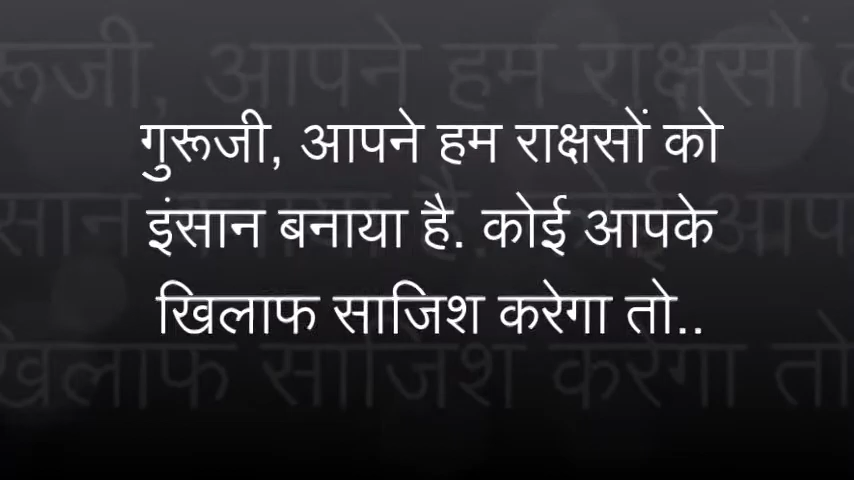 गुरूजी, आपने हम राक्षसों को
इंसान बनाया है. कोई आपके
खिलाफ साजिश करेगा तो..